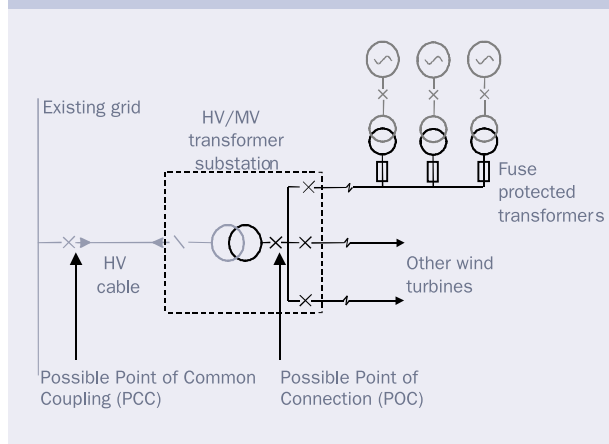 Existing grid
HV/MV
transformer
substation
Fuse
protected
transformers
HV
cable
Other wind
turbines
Possible Point of Common
Coupling (PCC)
Possible Point of
Connection (POC)